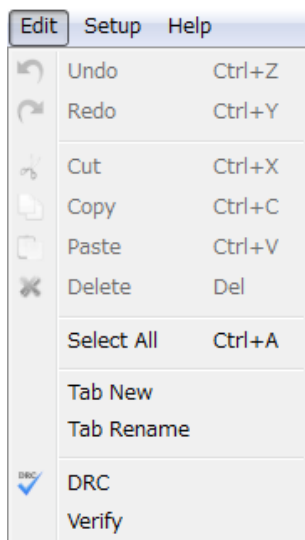 Edit Setup Help
Undo Ctrl+Z
Redo Ctrl+Y
Cut Ctrl+X
Copy Ctrl+C
Paste Ctrl+V
Delete Del
Select All Ctrl+A
Tab New
Tab Rename
DRC DRC
Verify